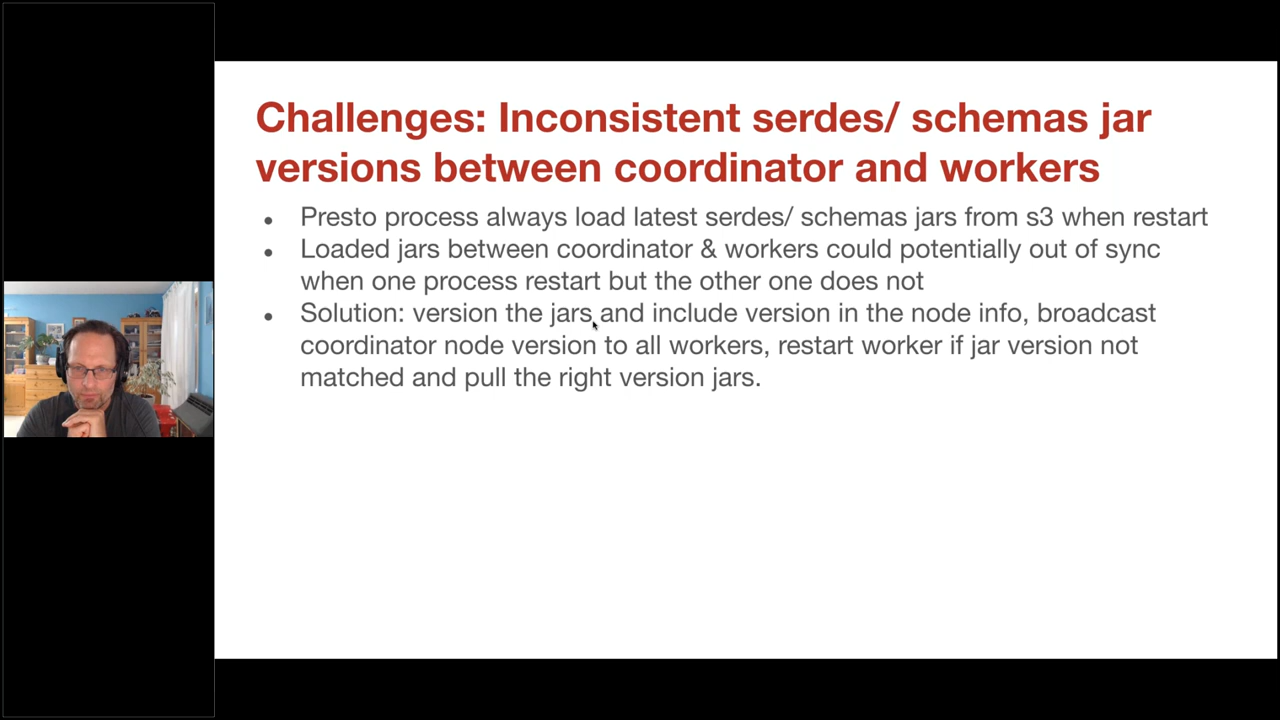 Challenges: Inconsistent serdes/ schemas jar
versions between coordinator and workers
• Presto process always load latest serdes/ schemas jars from s3 when restart
• Loaded jars between coordinator & workers could potentially out of sync
when one process restart but the other one does not
• Solution: version the jars and include version in the node info, broadcast
coordinator node version to all workers, restart worker if jar version not
matched and pull the right version jars.